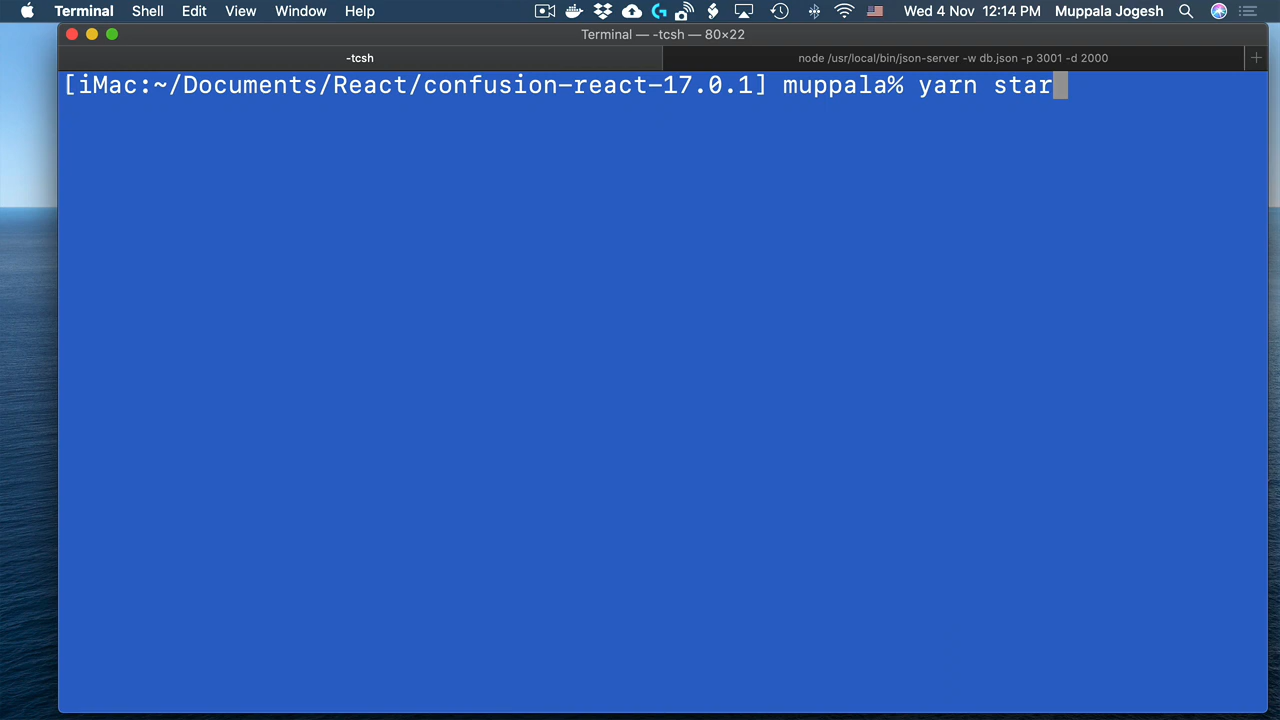 Terminal Shell Edit View Window Help Wed 4 Nov 12:14 PM Muppala Jogesh
Terminal — -tcsh — 80×22
-tcsh node /usr/local/bin/json-server -w db.json -p 3001 -d 2000 +
[iMac:~/Documents/React/confusion-react-17.0.1] muppala% yarn star